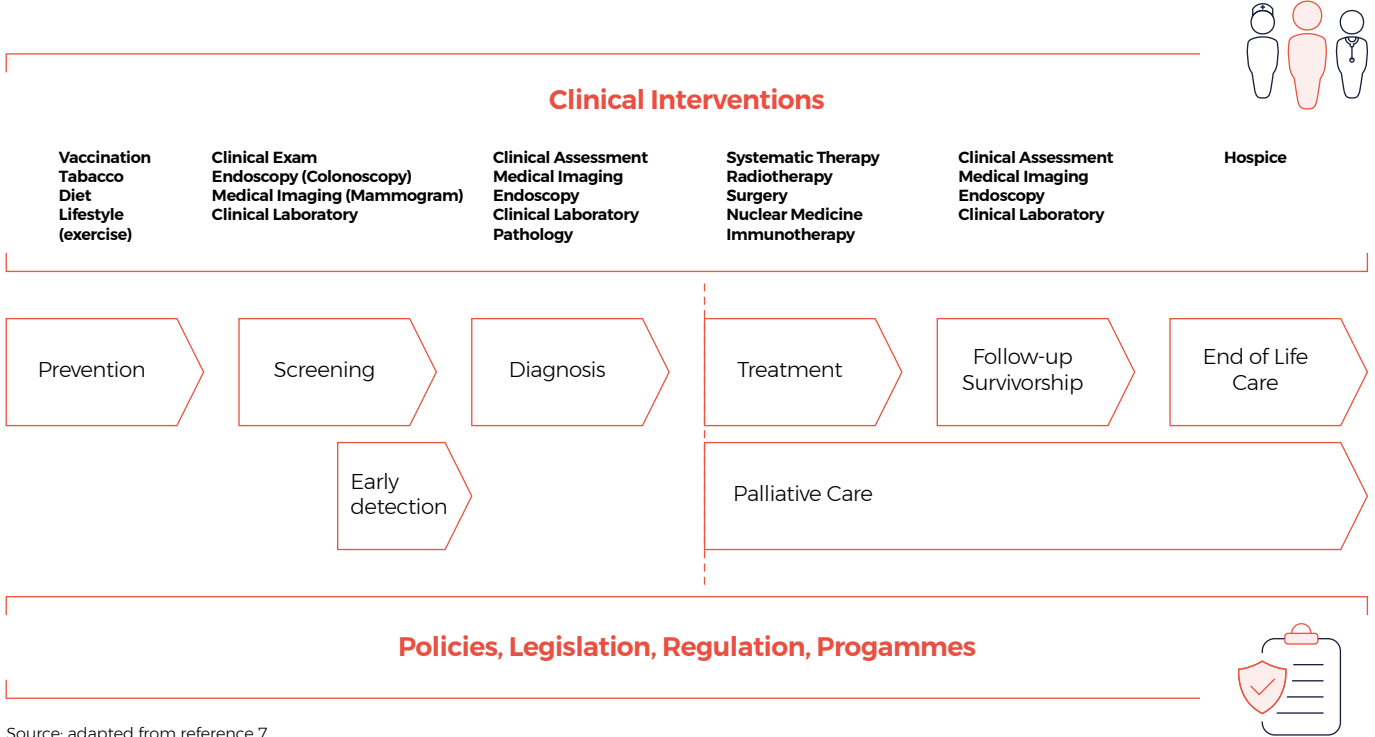 Clinical Interventions
Vaccination
Tabacco
Diet
Lifestyle
(exercise)
Clinical Exam
Endoscopy (Colonoscopy)
Medical Imaging (Mammogram)
Clinical Laboratory
Clinical Assessment
Medical Imaging
Endoscopy
Clinical Laboratory
Pathology
Systematic Therapy
Radiotherapy
Surgery
Nuclear Medicine
Immunotherapy
Clinical Assessment
Medical Imaging
Endoscopy
Clinical Laboratory
Hospice
Prevention
Screening
Diagnosis
Treatment
Follow-up
Survivorship
End of Life
Care
Early
detection
Palliative Care
Policies, Legislation, Regulation, Progammes
Source: adapted from reference 7